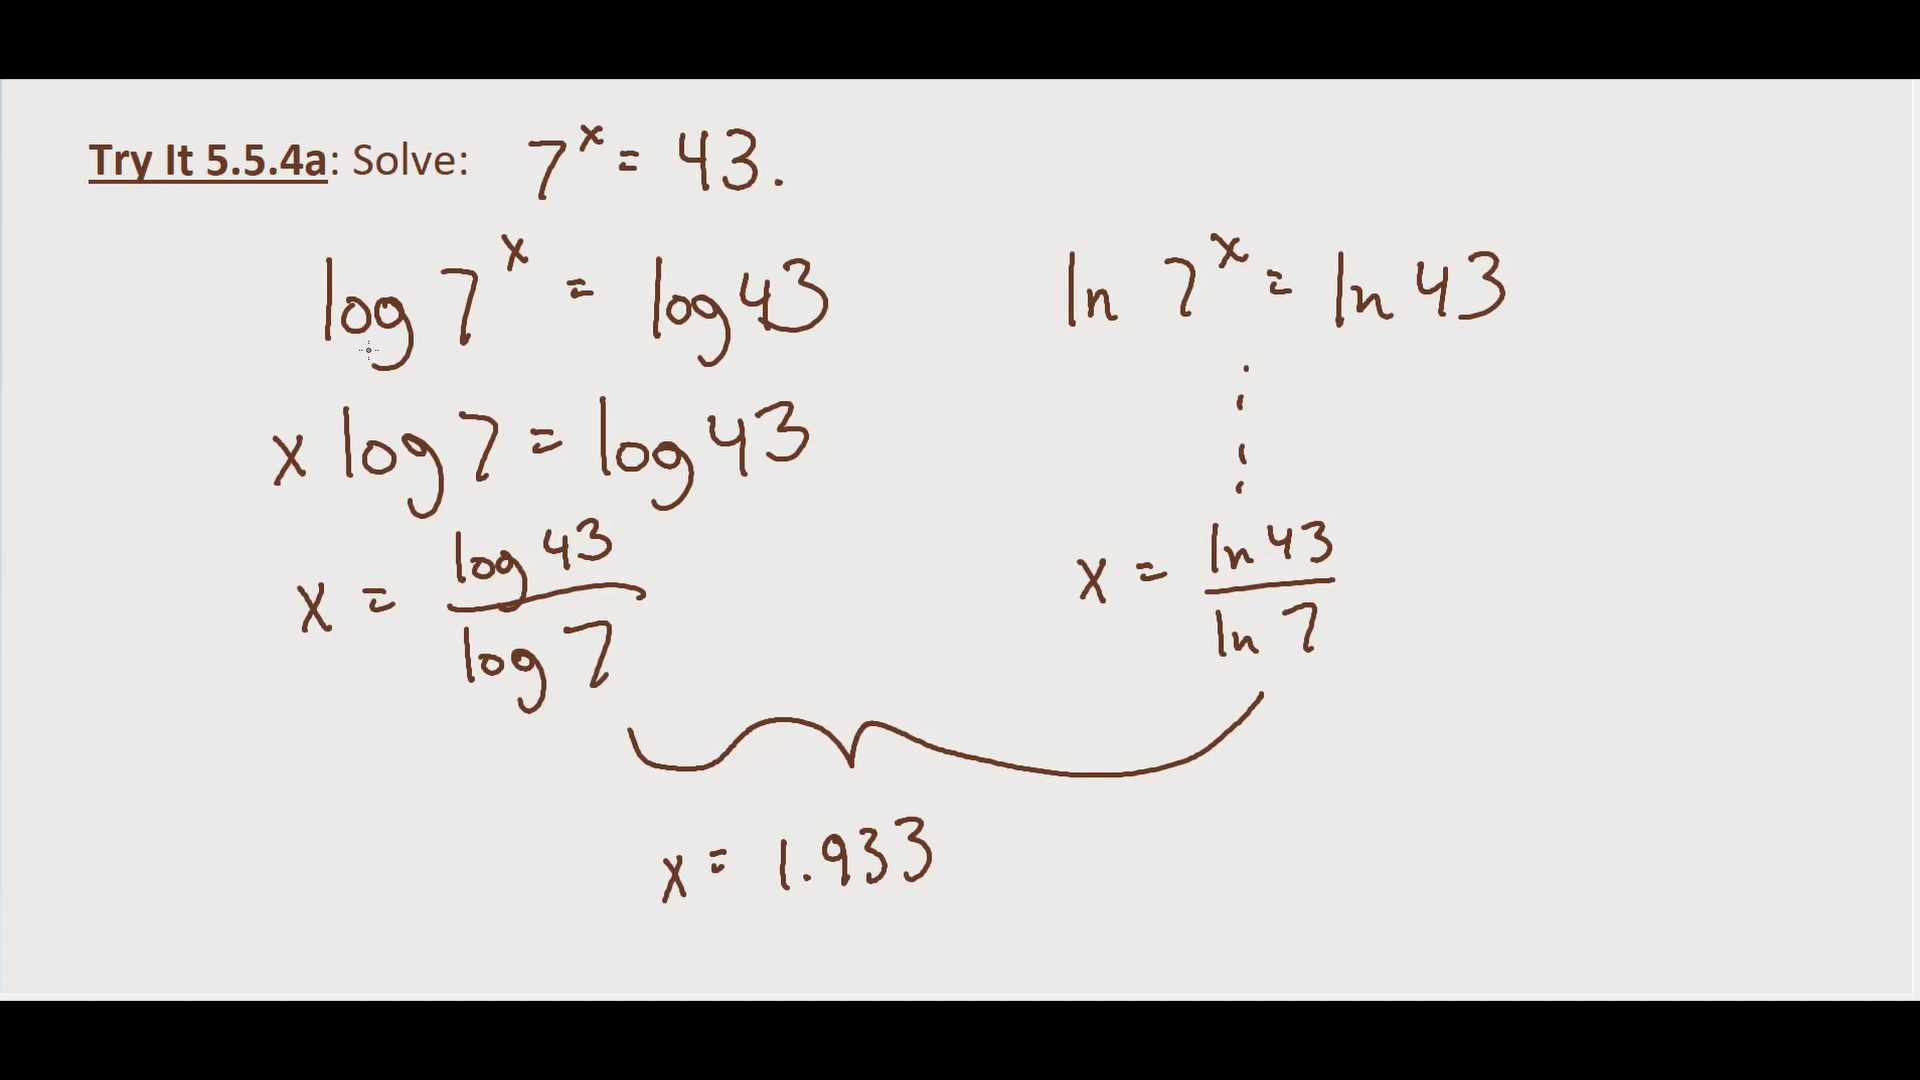 Try It 5.5.4a: Solve: 7^x = 43.
log 7^x = log 43
x log 7 = log 43
x = log 43 / log 7
ln 7^x = ln 43
x = ln 43 / ln 7
x = 1.933